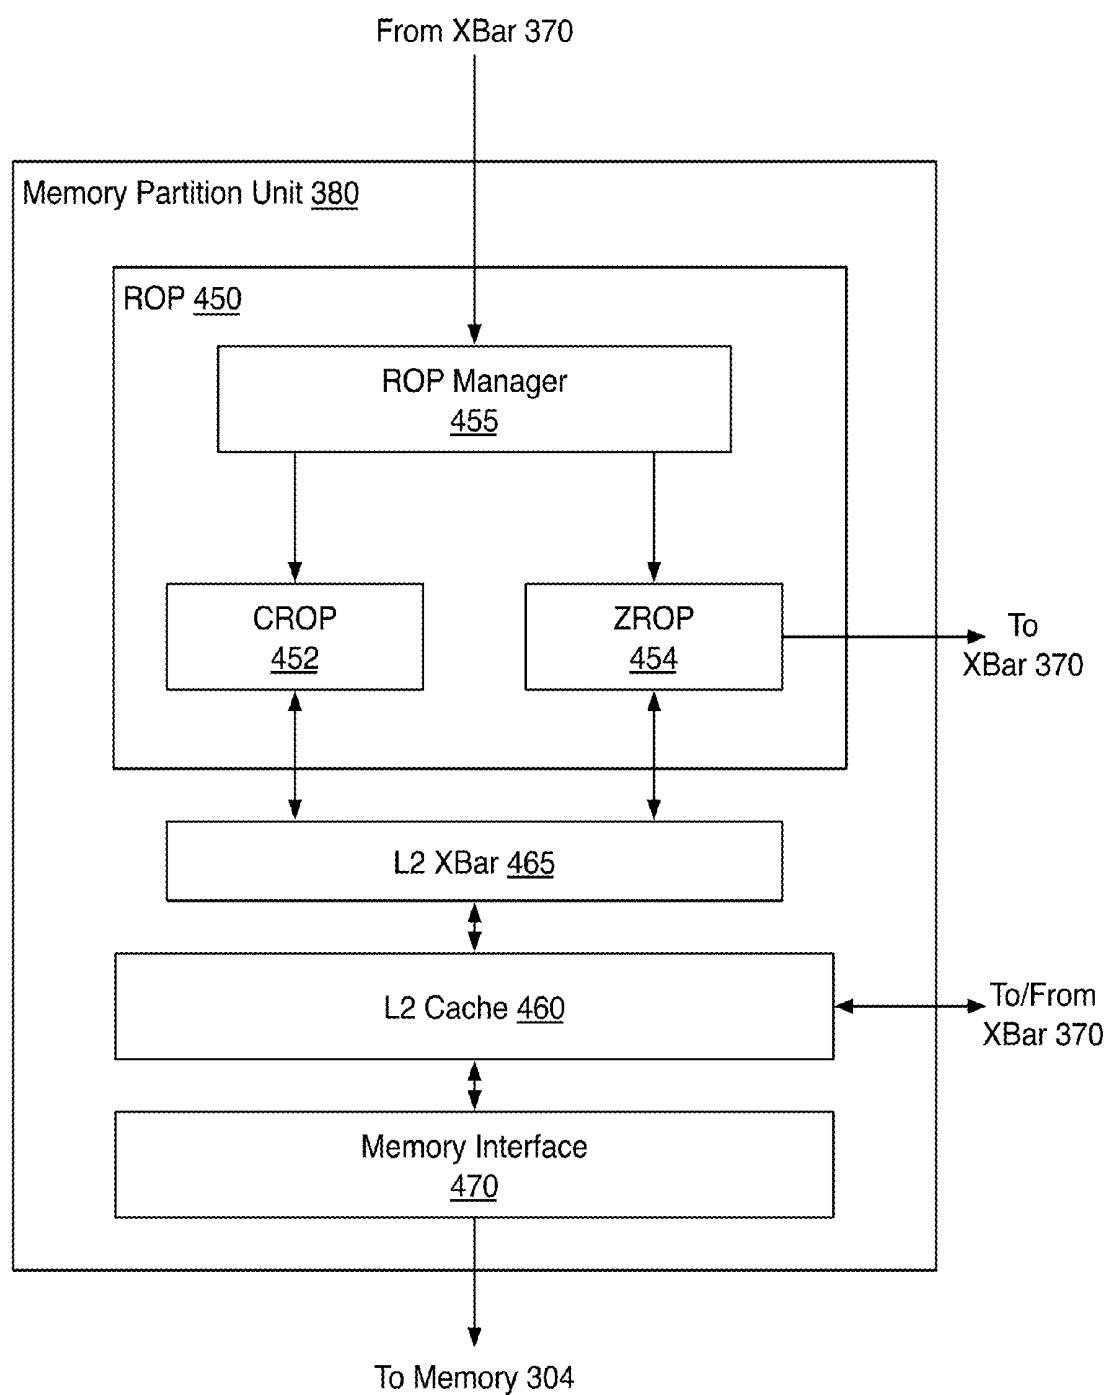 From XBar 370
Memory Partition Unit 380
ROP 450
ROP Manager
455
CROP
452
ZROP
454
To
XBar 370
L2 XBar 465
L2 Cache 460
To/From
XBar 370
Memory Interface
470
To Memory 304